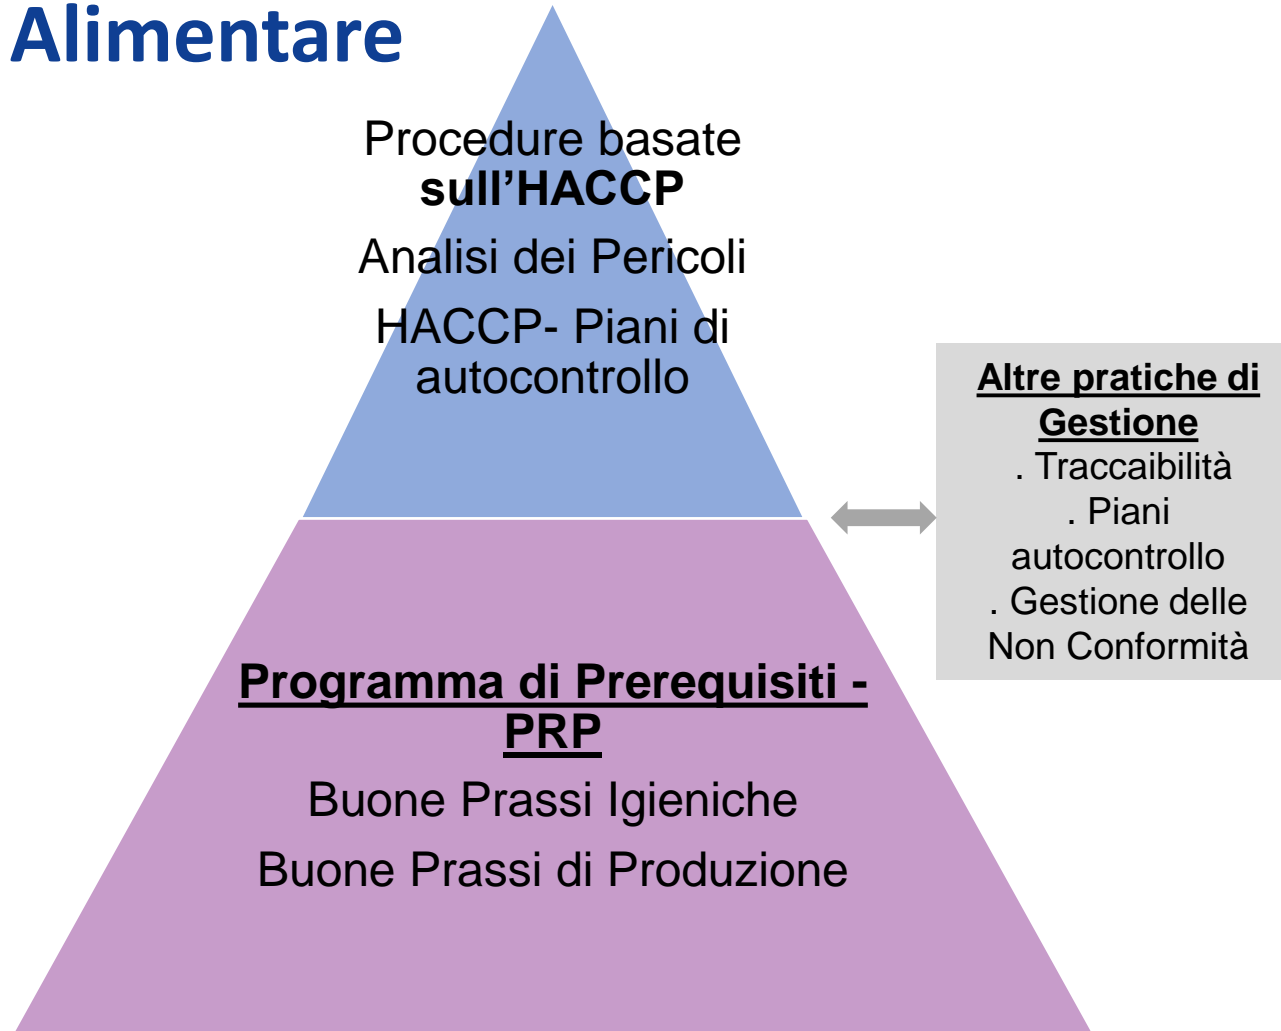 Alimentare
Procedure basate
sull’HACCP
Analisi dei Pericoli
HACCP- Piani di
autocontrollo
Altre pratiche di
Gestione
. Traccaibilità
. Piani
autocontrollo
. Gestione delle
Non Conformità
Programma di Prerequisiti -
PRP
Buone Prassi Igieniche
Buone Prassi di Produzione